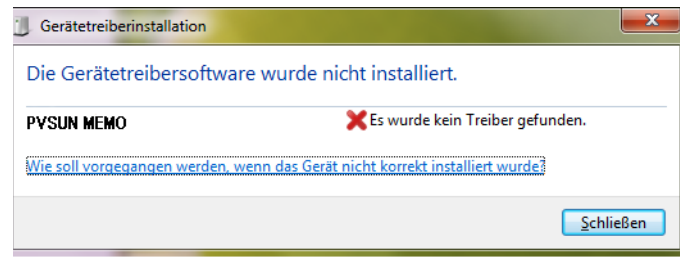 Gerätetreiberinstallation
Die Gerätetreibersoftware wurde nicht installiert.
PVSUN MEMO Es wurde kein Treiber gefunden.
Wie soll vorgegangen werden, wenn das Gerät nicht korrekt installiert wurde?
Schließen